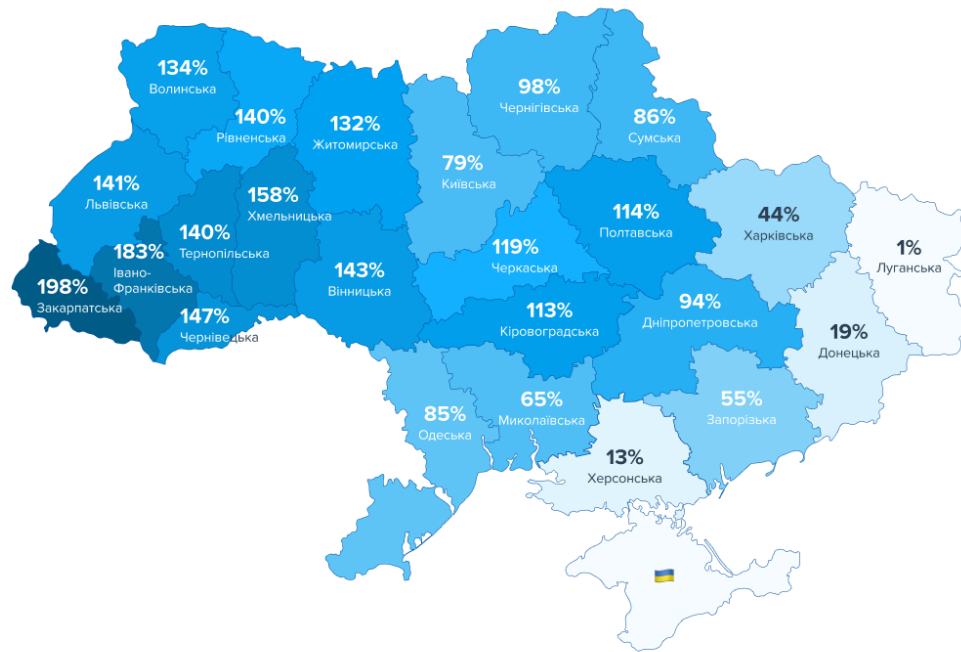 134%
Волинська
140%
Рівненська
132%
Житомирська
79%
Київська
98%
Чернігівська
86%
Сумська
141%
Львівська
183%
Івано-
Франківська
140%
Тернопільська
158%
Хмельницька
143%
Вінницька
119%
Черкаська
114%
Полтавська
44%
Харківська
1%
Луганська
198%
Закарпатська
147%
Чернівецька
113%
Кіровоградська
94%
Дніпропетровська
19%
Донецька
85%
Одеська
65%
Миколаївська
55%
Запорізька
13%
Херсонська